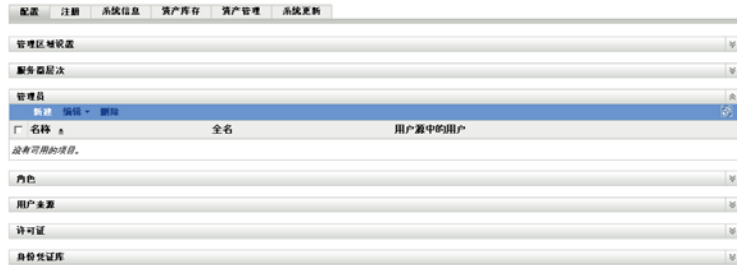 配置 注册 系统信息 资产库存 资产管理 系统更新
管理区域设置
服务器层次
管理员
新建 编辑 删除
名称 全名 用户源中的用户
没有可用的项目。
角色
用户来源
许可证
身份凭证库